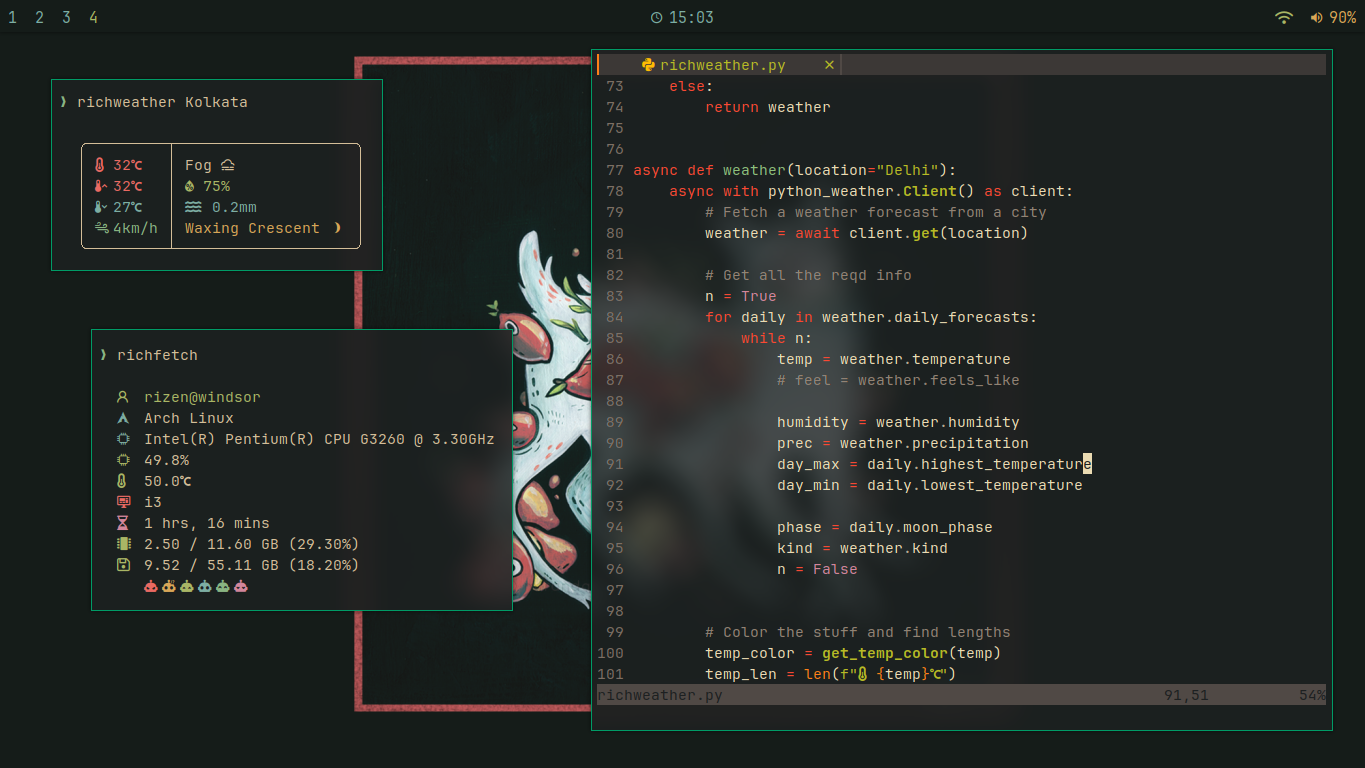 1 2 3 4
15:03
90%
❫ richweather Kolkata
32℃
32℃
27℃
4km/h
Fog
75%
0.2mm
Waxing Crescent
❫ richfetch
rizen@windsor
Arch Linux
Intel(R) Pentium(R) CPU G3260 @ 3.30GHz
49.8%
50.0℃
i3
1 hrs, 16 mins
2.50 / 11.60 GB (29.30%)
9.52 / 55.11 GB (18.20%)
richweather.py ×
73     else:
74         return weather
75
76
77 async def weather(location="Delhi"):
78     async with python_weather.Client() as client:
79         # Fetch a weather forecast from a city
80         weather = await client.get(location)
81
82         # Get all the reqd info
83         n = True
84         for daily in weather.daily_forecasts:
85             while n:
86                 temp = weather.temperature
87                 # feel = weather.feels_like
88
89                 humidity = weather.humidity
90                 prec = weather.precipitation
91                 day_max = daily.highest_temperature
92                 day_min = daily.lowest_temperature
93
94                 phase = daily.moon_phase
95                 kind = weather.kind
96                 n = False
97
98
99         # Color the stuff and find lengths
100         temp_color = get_temp_color(temp)
101         temp_len = len(f"🌡 {temp}℃")
richweather.py 91,51 54%